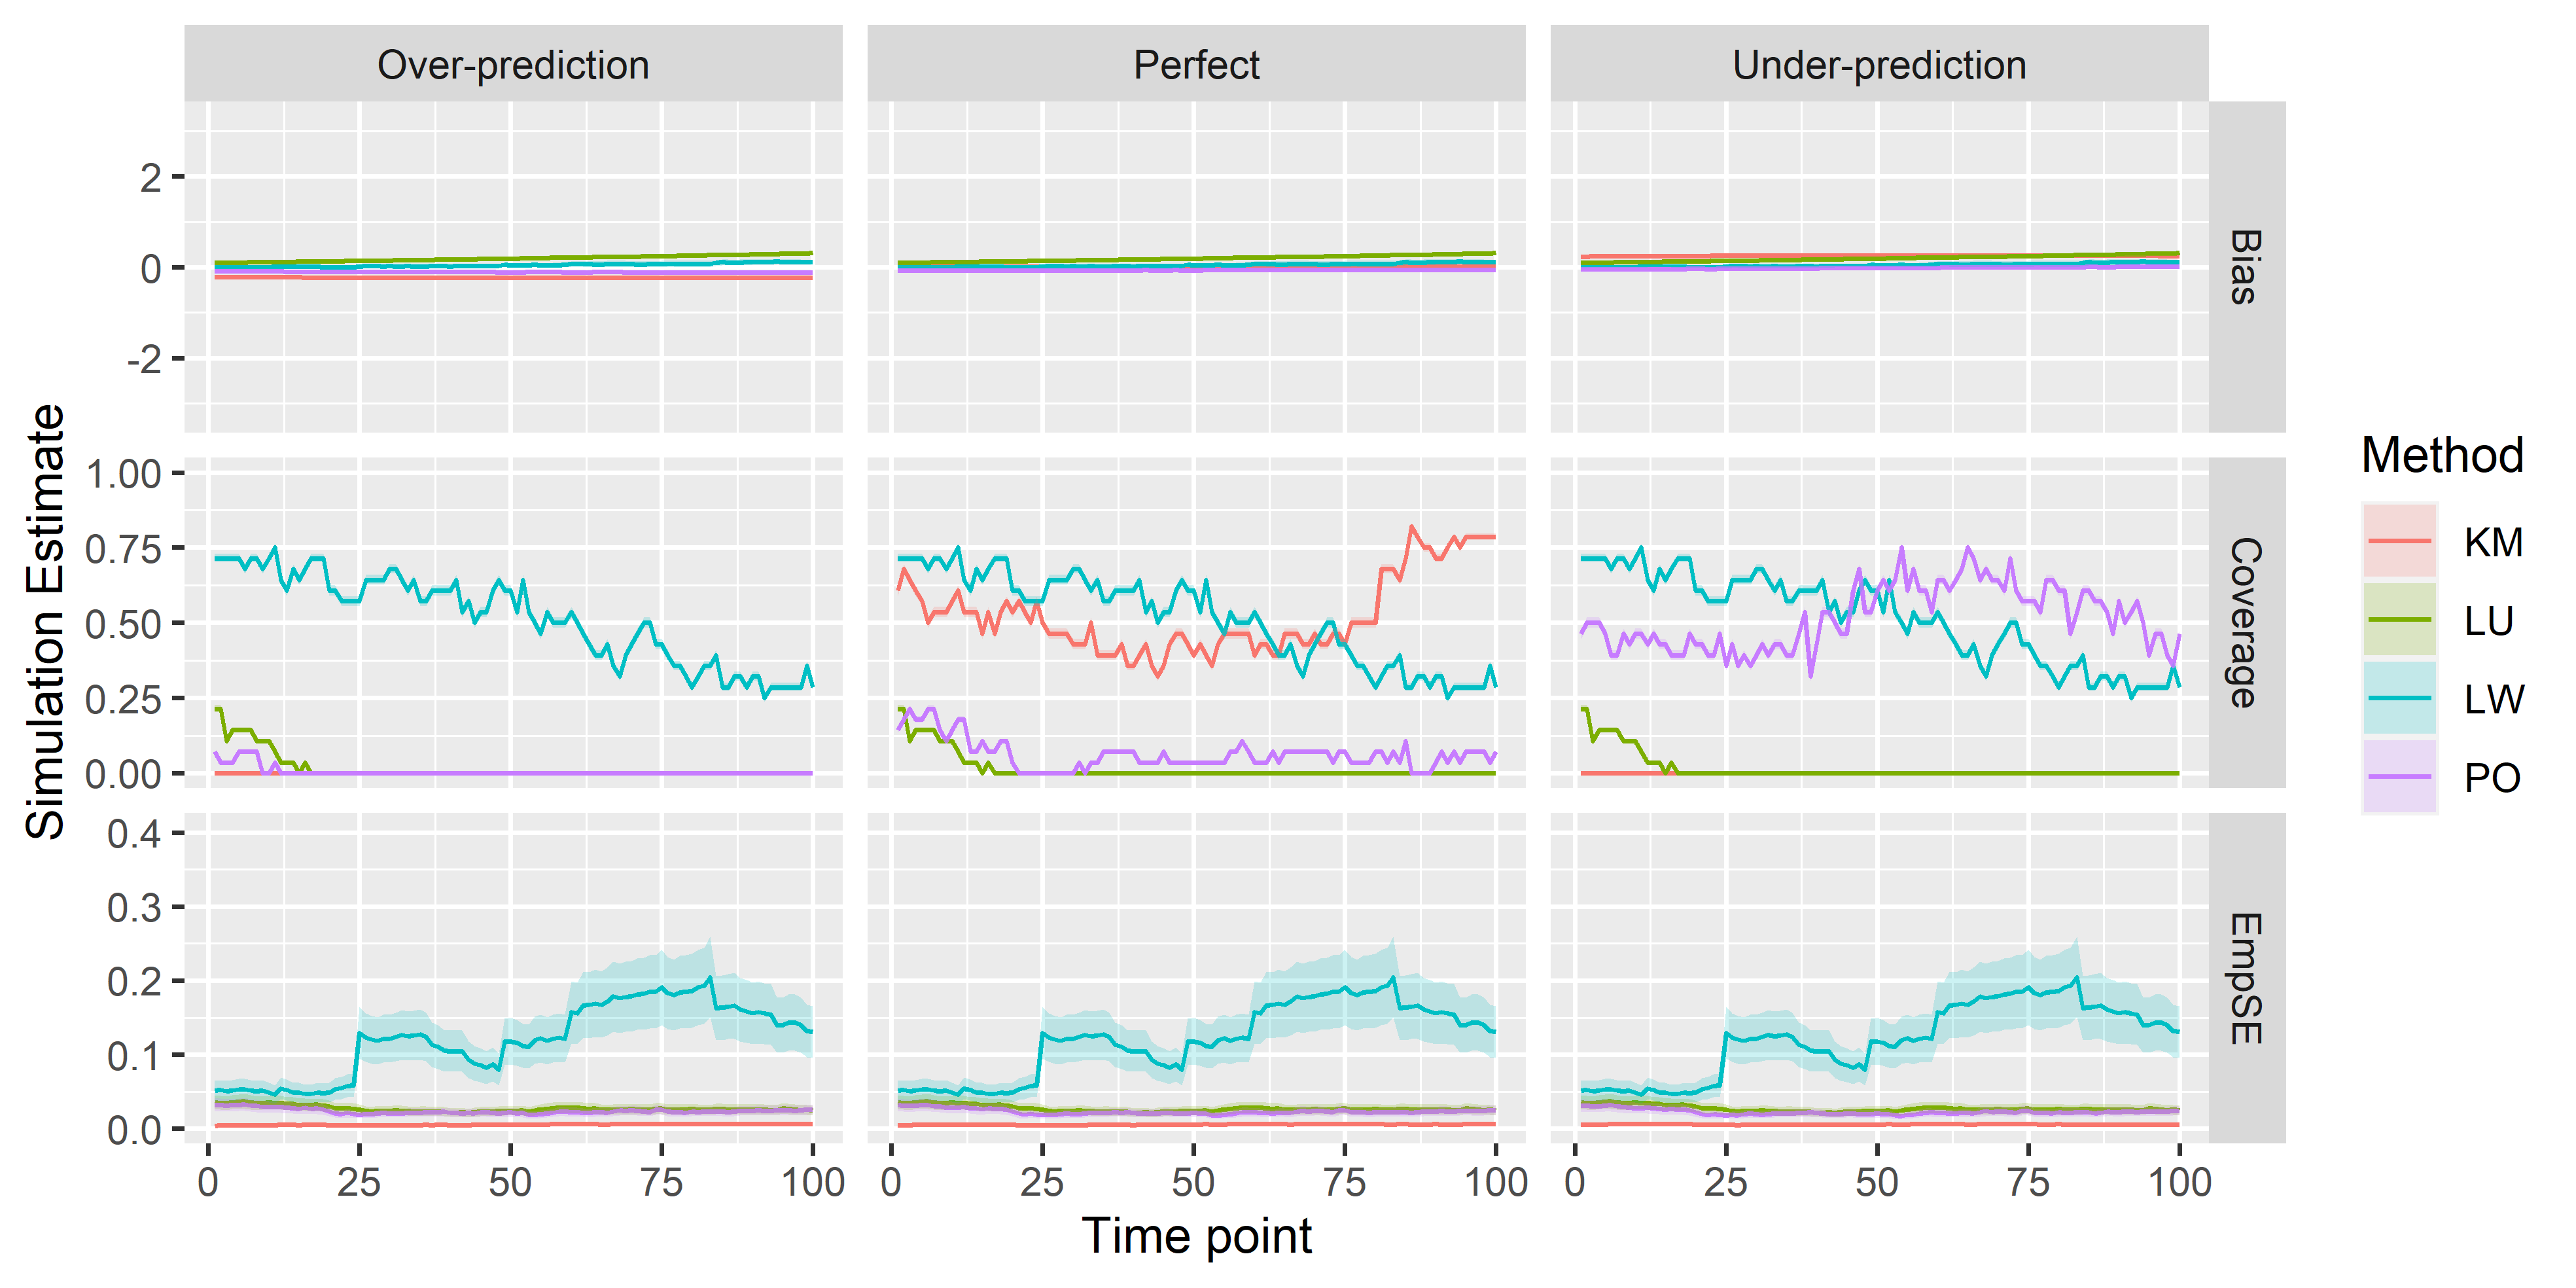 Over-prediction
Perfect
Under-prediction
2
0
-2
Bias
Simulation Estimate
1.00
0.75
0.50
0.25
0.00
Coverage
0.4
0.3
0.2
0.1
0.0
EmpSE
0 25 50 75 100
0 25 50 75 100
0 25 50 75 100
Time point
Method
KM
LU
LW
PO